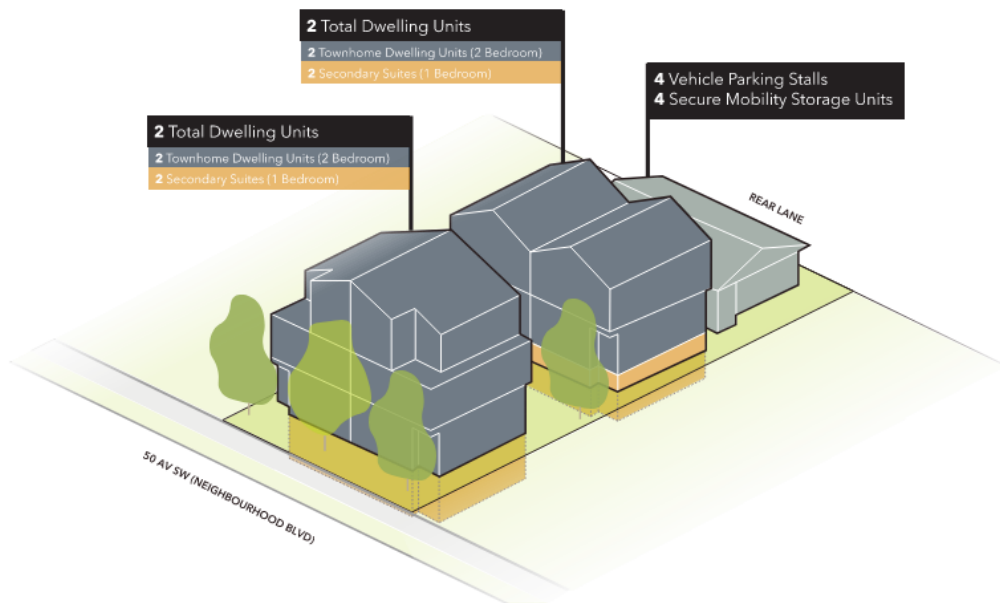 2 Total Dwelling Units
2 Townhome Dwelling Units (2 Bedroom)
2 Secondary Suites (1 Bedroom)
4 Vehicle Parking Stalls
4 Secure Mobility Storage Units
2 Total Dwelling Units
2 Townhome Dwelling Units (2 Bedroom)
2 Secondary Suites (1 Bedroom)
REAR LANE
50 AV SW (NEIGHBOURHOOD BLVD)